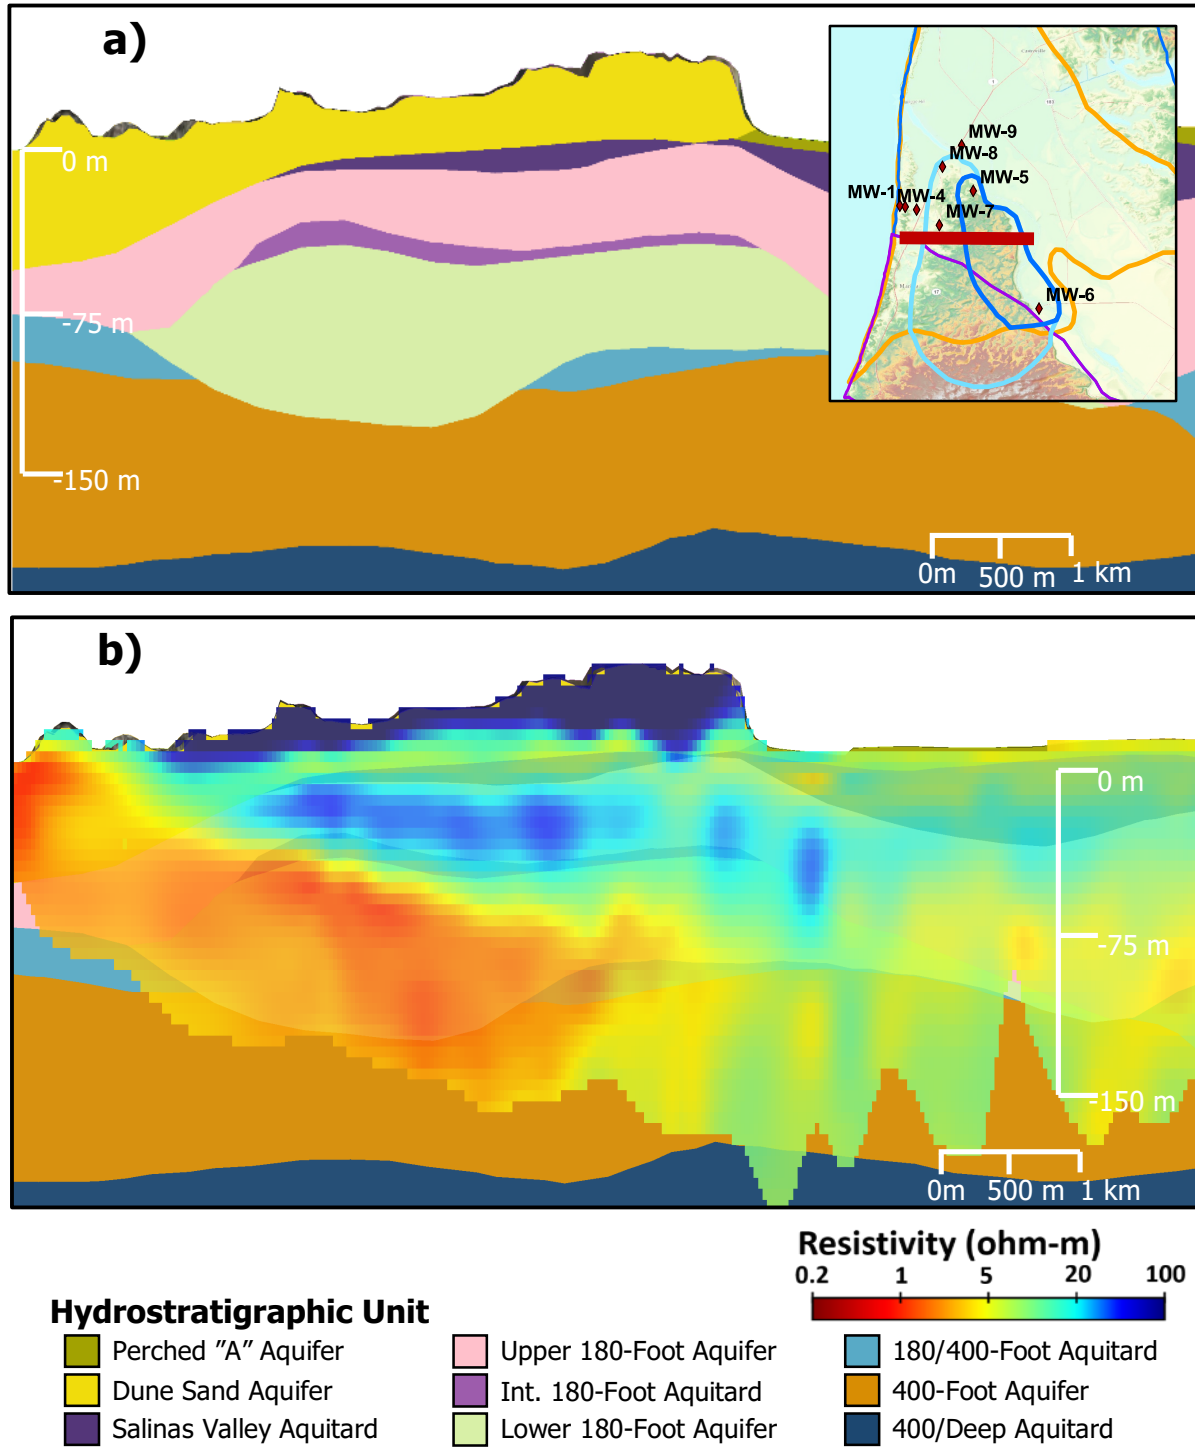 a)
0 m
-75 m
-150 m
MW-9
MW-8
MW-5
MW-1
MW-4
MW-7
MW-6
0m 500 m 1 km
b)
0 m
-75 m
-150 m
0m 500 m 1 km
Resistivity (ohm-m)
0.2 1 5 20 100
Hydrostratigraphic Unit
Perched ”A” Aquifer
Dune Sand Aquifer
Salinas Valley Aquitard
Upper 180-Foot Aquifer
Int. 180-Foot Aquitard
Lower 180-Foot Aquifer
180/400-Foot Aquitard
400-Foot Aquifer
400/Deep Aquitard